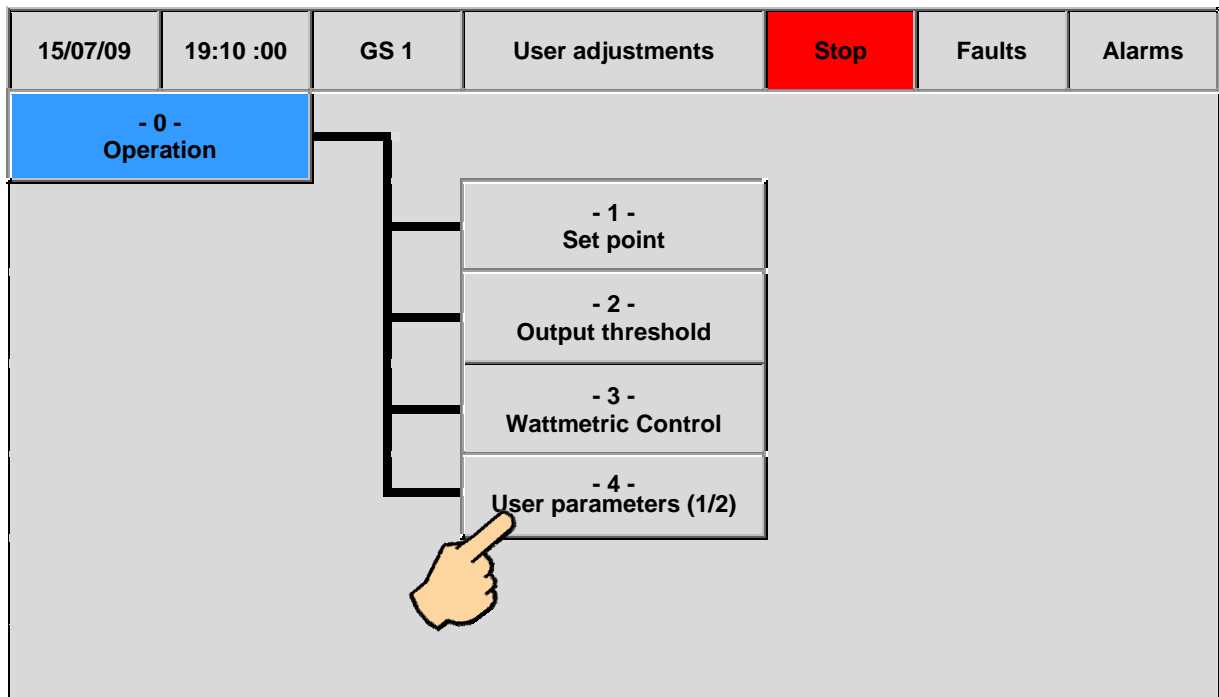 15/07/09
19:10 :00
GS 1
User adjustments
Stop
Faults
Alarms
- 0 -
Operation
- 1 -
Set point
- 2 -
Output threshold
- 3 -
Wattmetric Control
- 4 -
User parameters (1/2)